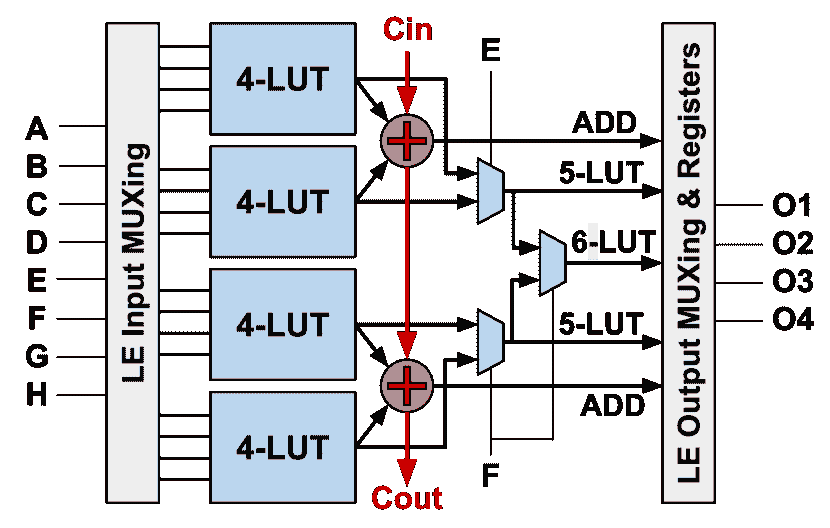 A
B
C
D
E
F
G
H
LE Input MUXing
4-LUT
4-LUT
4-LUT
4-LUT
Cin
Cout
E
F
ADD
5-LUT
6-LUT
5-LUT
ADD
LE Output MUXing & Registers
O1
O2
O3
O4